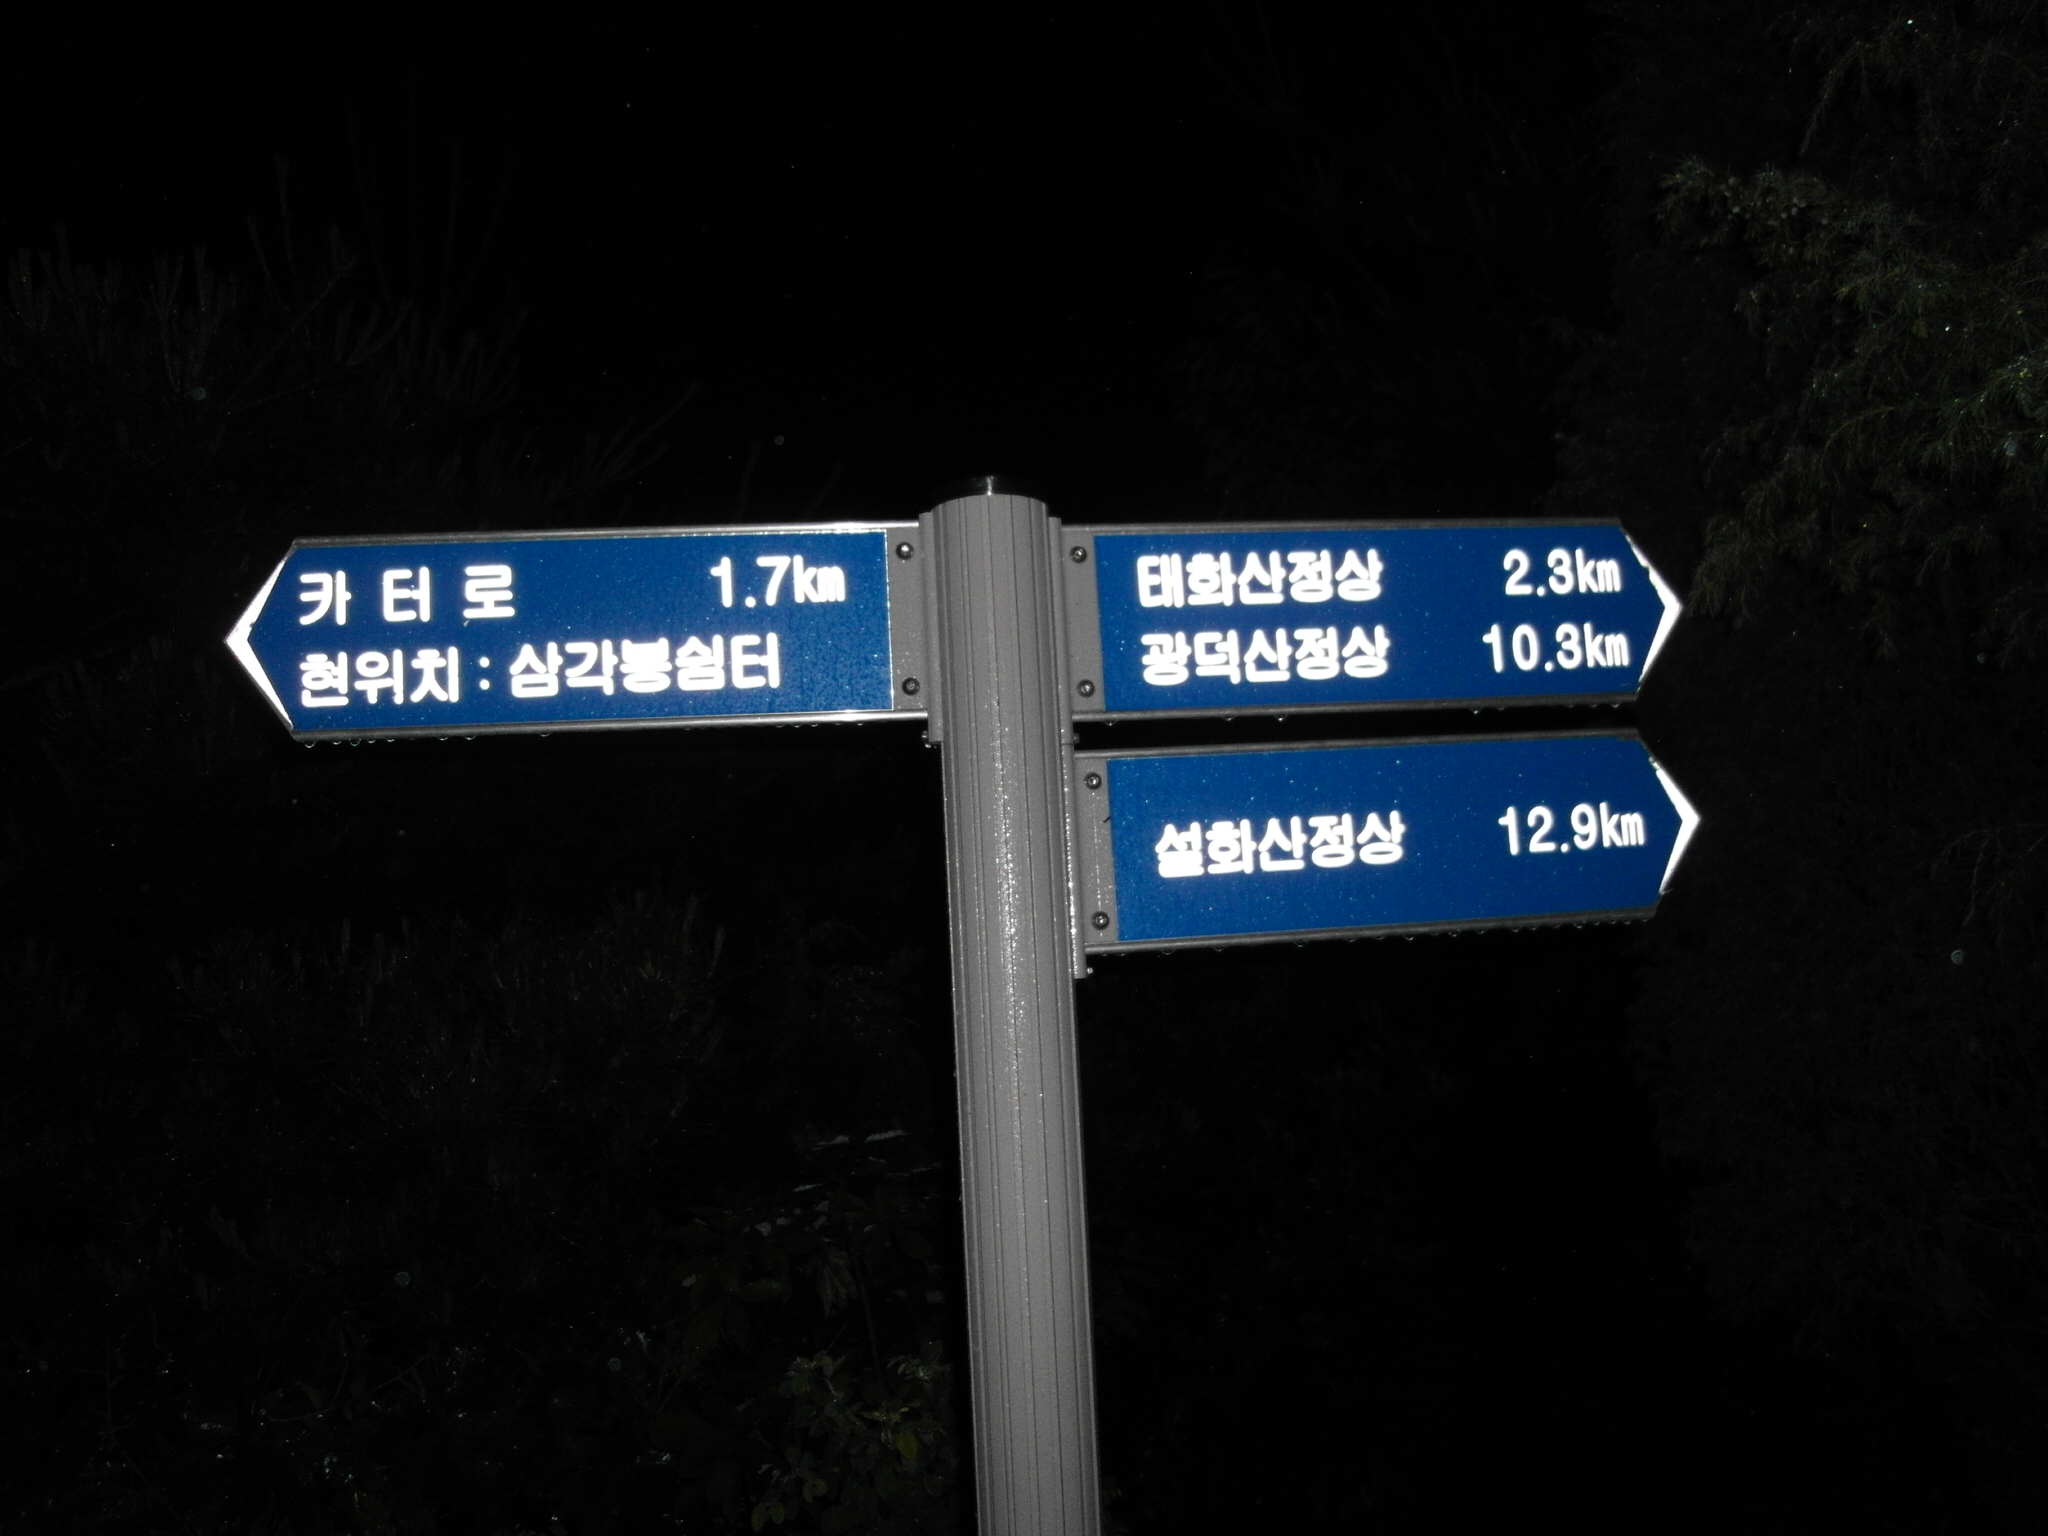 카 터 로 1.7km
현위치 : 삼각봉쉼터
태화산정상 2.3km
광덕산정상 10.3km
설화산정상 12.9km